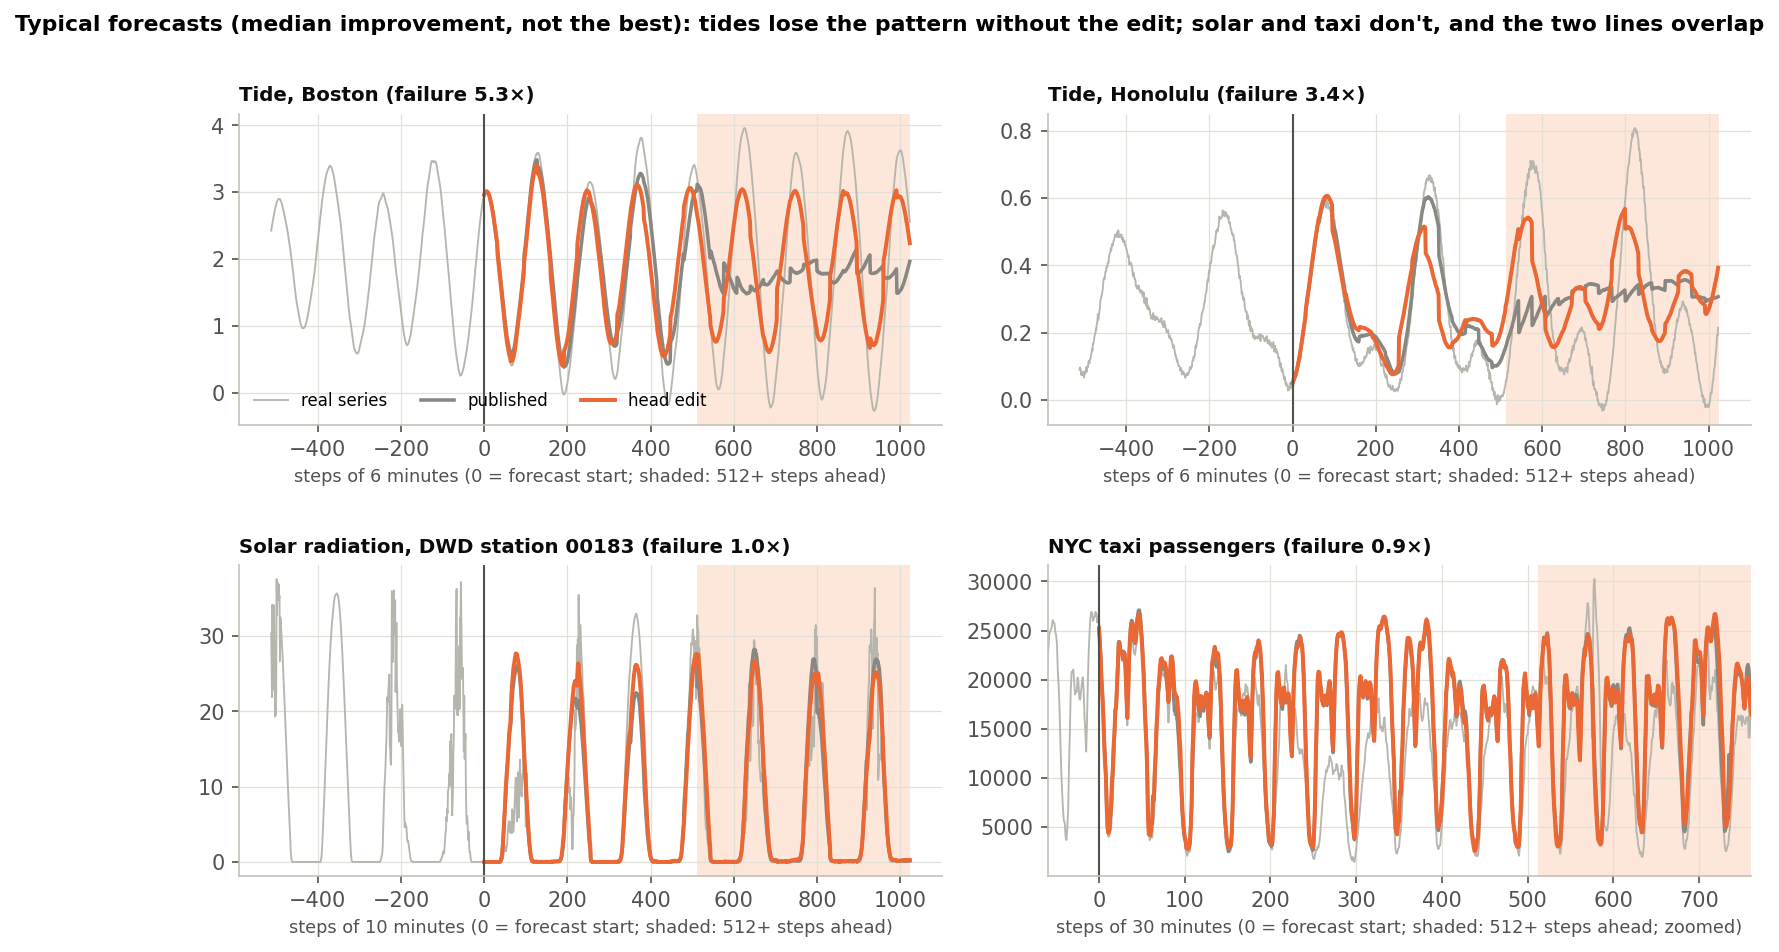 Typical forecasts (median improvement, not the best): tides lose the pattern without the edit; solar and taxi don't, and the two lines overlap
Tide, Boston (failure 5.3×)
4
3
2
1
0
real series published head edit
−400 −200 0 200 400 600 800 1000
steps of 6 minutes (0 = forecast start; shaded: 512+ steps ahead)
Tide, Honolulu (failure 3.4×)
0.8
0.6
0.4
0.2
0.0
−400 −200 0 200 400 600 800 1000
steps of 6 minutes (0 = forecast start; shaded: 512+ steps ahead)
Solar radiation, DWD station 00183 (failure 1.0×)
30
20
10
0
−400 −200 0 200 400 600 800 1000
steps of 10 minutes (0 = forecast start; shaded: 512+ steps ahead)
NYC taxi passengers (failure 0.9×)
30000
25000
20000
15000
10000
5000
0 100 200 300 400 500 600 700
steps of 30 minutes (0 = forecast start; shaded: 512+ steps ahead; zoomed)